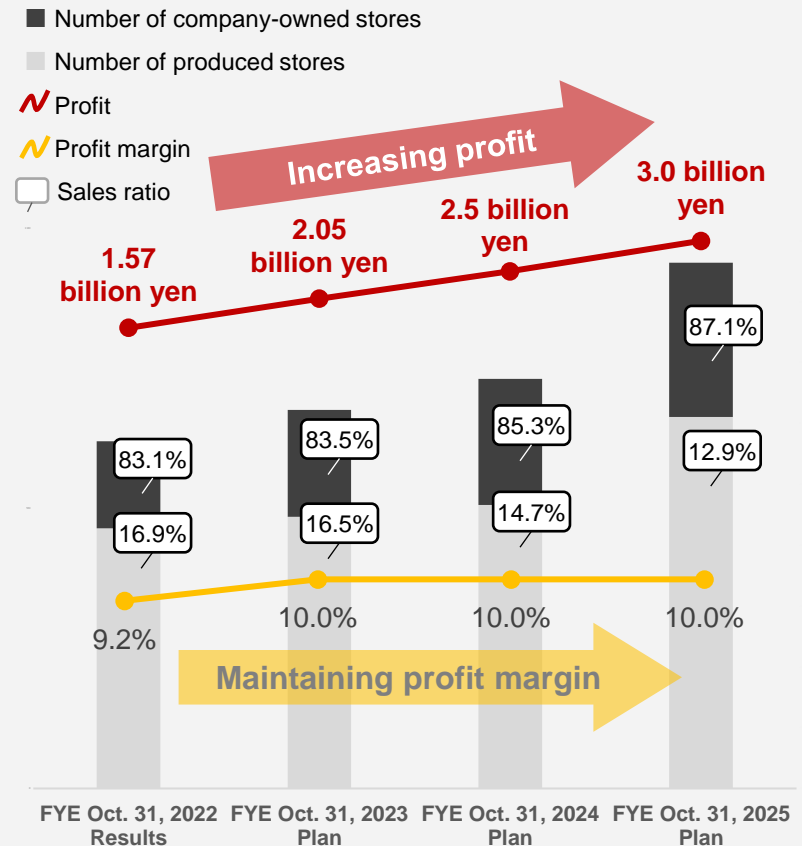 Number of company-owned stores
Number of produced stores
Profit
Profit margin
Sales ratio
Increasing profit
1.57
billion yen
2.05
billion yen
2.5 billion
yen
3.0 billion
yen
83.1%
83.5%
85.3%
87.1%
16.9%
16.5%
14.7%
12.9%
9.2%
10.0%
10.0%
10.0%
Maintaining profit margin
FYE Oct. 31, 2022
Results
FYE Oct. 31, 2023
Plan
FYE Oct. 31, 2024
Plan
FYE Oct. 31, 2025
Plan